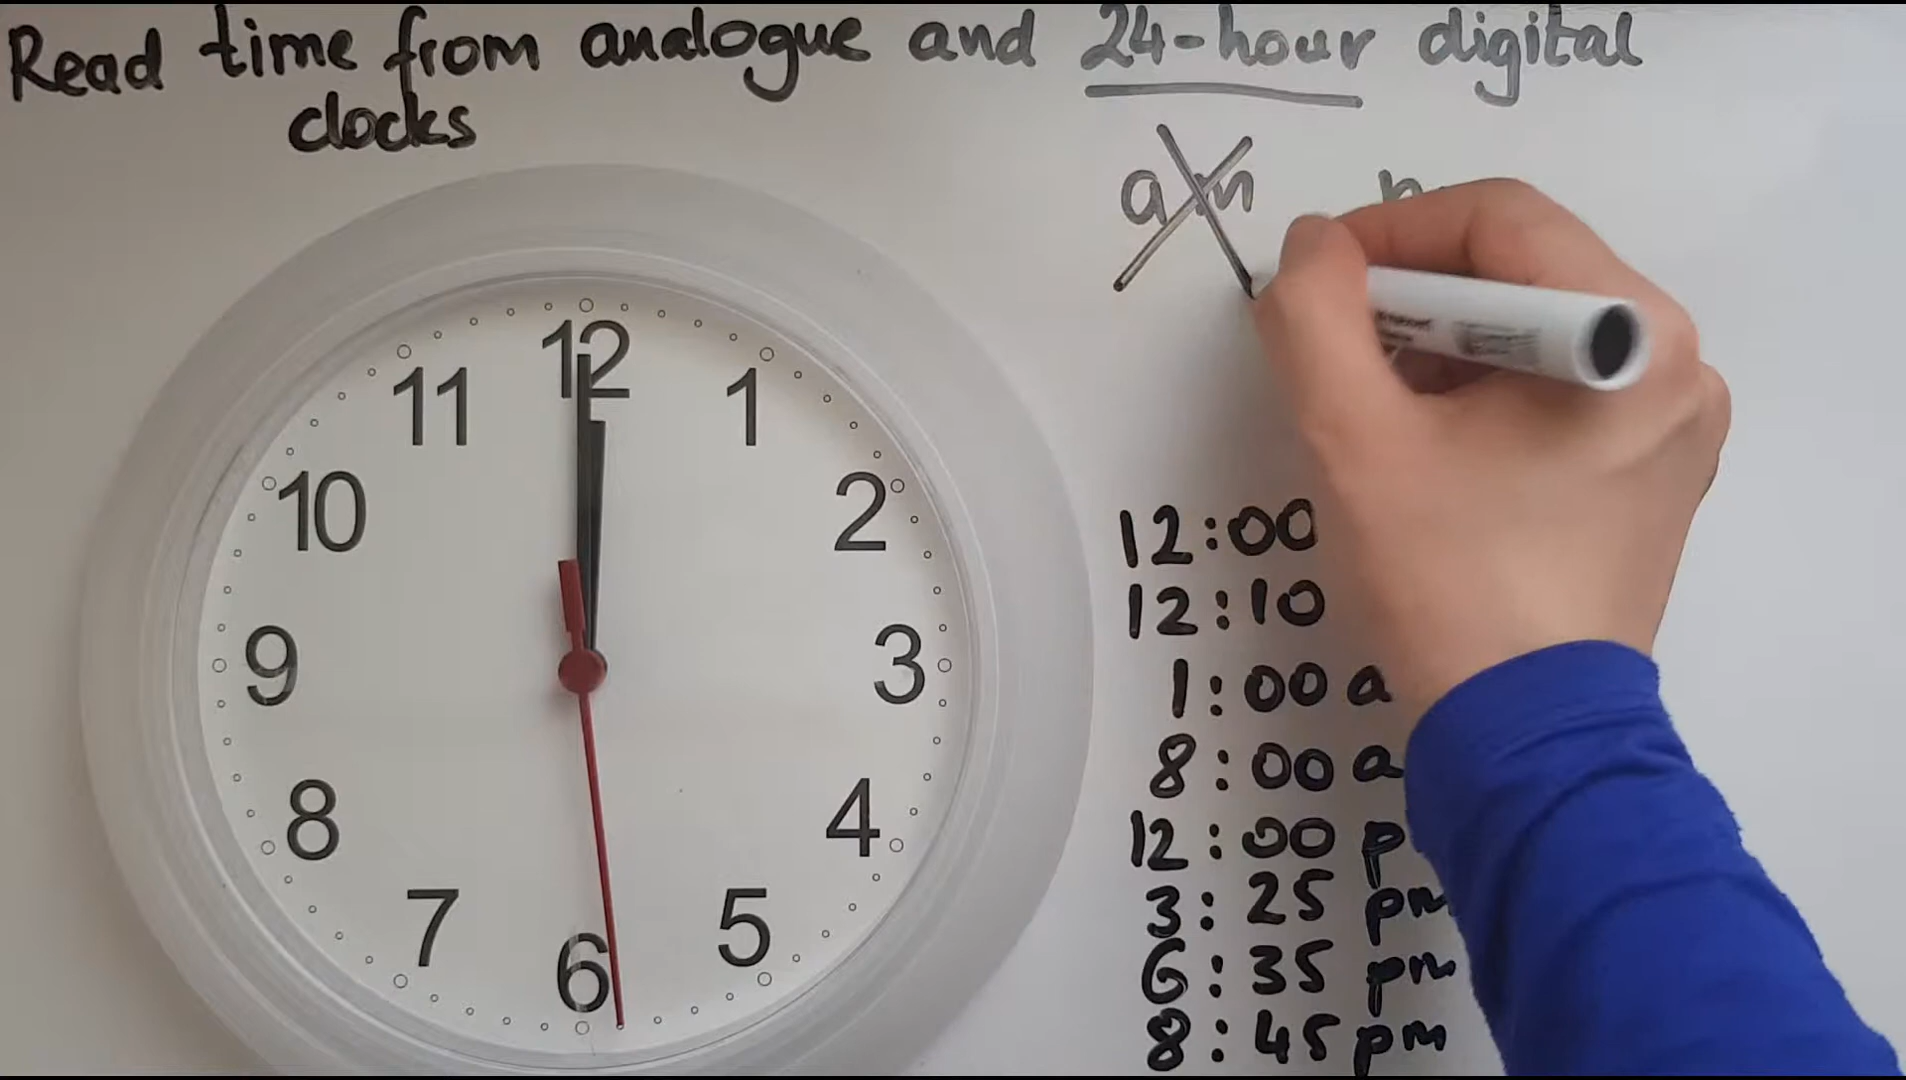 Read time from analogue and 24-hour digital
clocks
am
12
11
1
10
2
9
3
8
4
7
5
6
12:00
12:10
1:00 a
8:00 a
12:00 p
3:25 pm
6:35 pm
8:45 pm